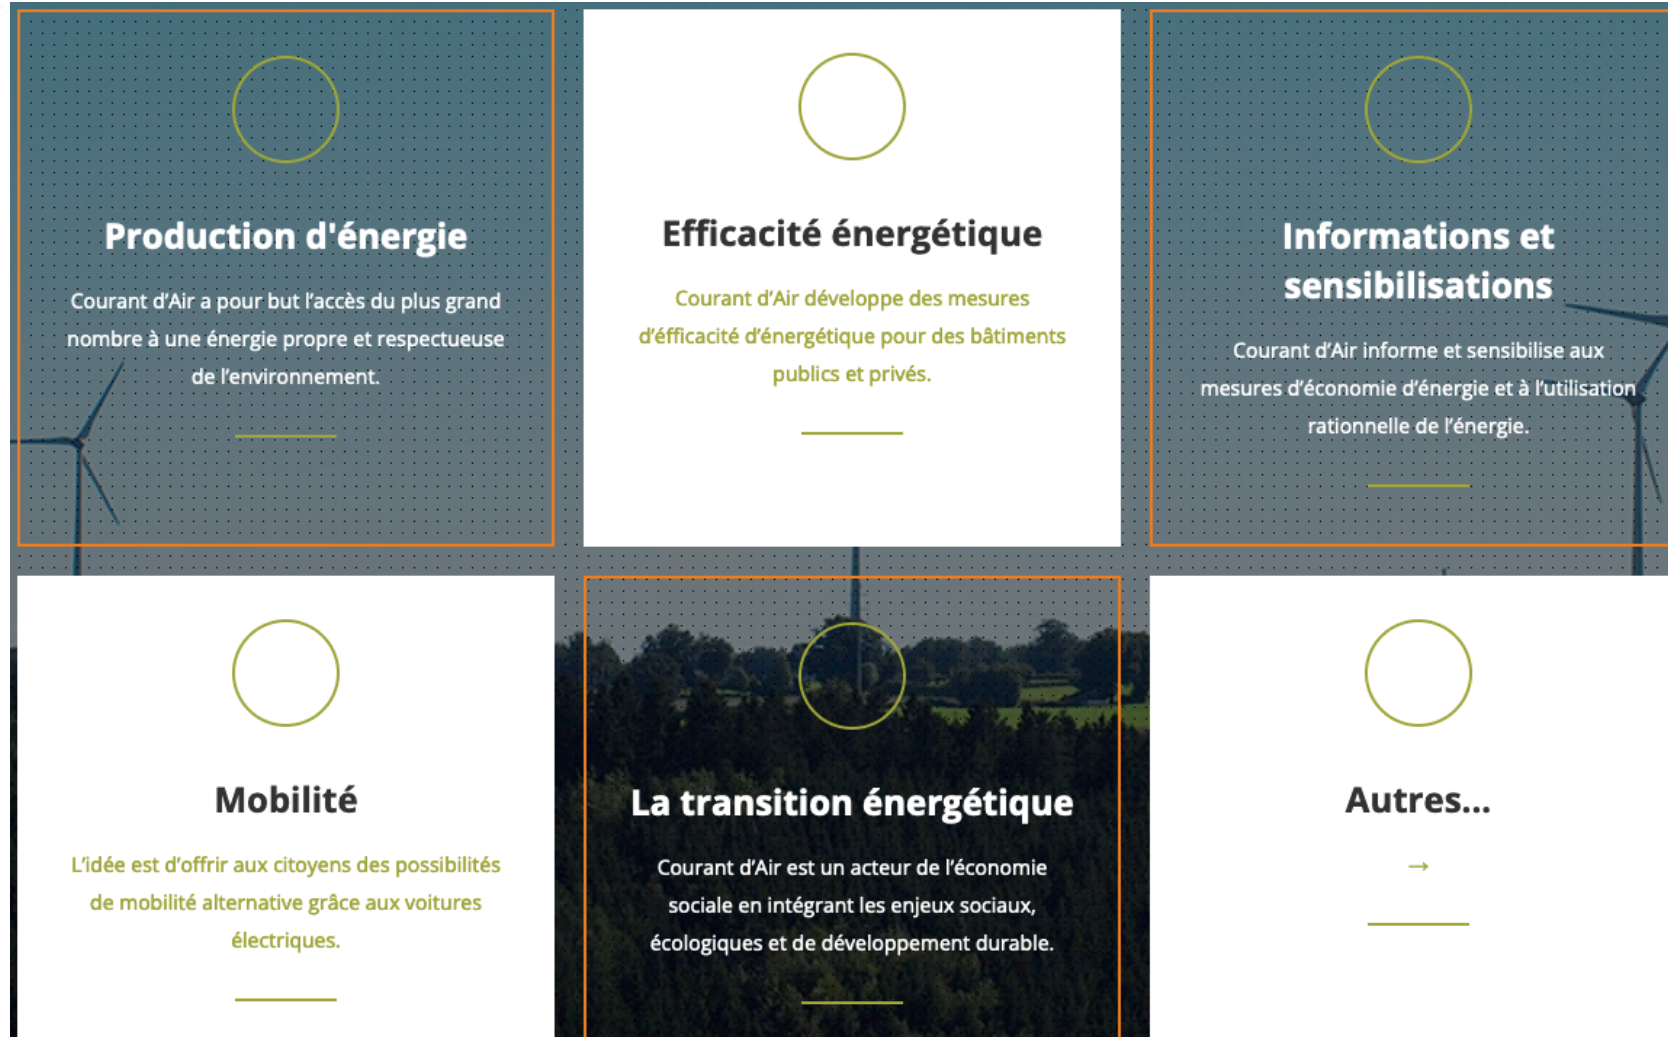 Production d'énergie
Courant d’Air a pour but l’accès du plus grand
nombre à une énergie propre et respectueuse
de l’environnement.
Efficacité énergétique
Courant d’Air développe des mesures
d’éfficacité d’énergétique pour des bâtiments
publics et privés.
Informations et
sensibilisations
Courant d’Air informe et sensibilise aux
mesures d’économie d’énergie et à l’utilisation
rationnelle de l’énergie.
Mobilité
L’idée est d’offrir aux citoyens des possibilités
de mobilité alternative grâce aux voitures
électriques.
La transition énergétique
Courant d’Air est un acteur de l’économie
sociale en intégrant les enjeux sociaux,
écologiques et de développement durable.
Autres...
→